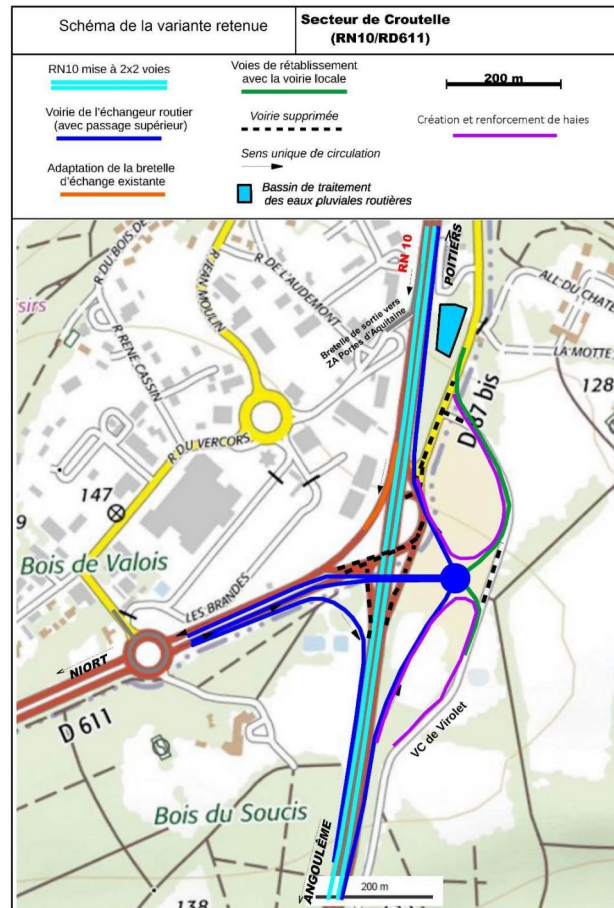 Schéma de la variante retenue
Secteur de Croutelle
(RN10/RD611)
RN10 mise à 2x2 voies
Voirie de l'échangeur routier
(avec passage supérieur)
Adaptation de la bretelle
d'échange existante
Voies de rétablissement
avec la voirie locale
Voirie supprimée
Sens unique de circulation
Bassin de traitement
des eaux pluviales routières
200 m
Création et renforcement de haies
R DU BOIS DE
R JEAN MOULIN
R DE L'AUDEMONT
RN 10
POITIERS
Bretelle de sortie vers
ZA Portes d'Aquitaine
ALL DU CHATE
LA MOTTE
128
R RENE CASSIN
D 87 bis
R DU VERCORS
147
9
Bois de Valois
LES BRANDES
NIORT
D 611
VC de Virolet
Bois du Soucis
ANGOULÊME
200 m
138